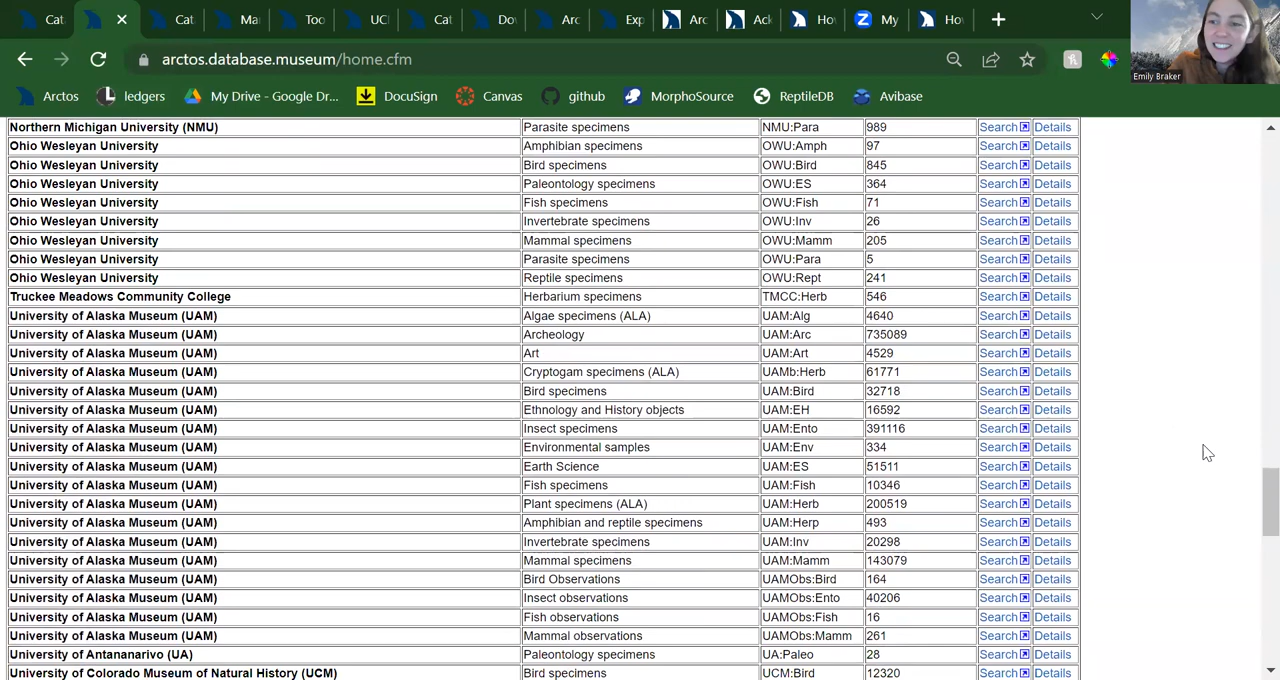 Cat Cat Ma Too UC Cat Do Arc Exp Arc Ack Ho My Ho
arctos.database.museum/home.cfm
Emily Braker
Arctos ledgers My Drive - Google Dr... DocuSign Canvas github MorphoSource ReptileDB Avibase
Northern Michigan University (NMU) Parasite specimens NMU:Para 989 Search Details
Ohio Wesleyan University Amphibian specimens OWU:Amph 97 Search Details
Ohio Wesleyan University Bird specimens OWU:Bird 845 Search Details
Ohio Wesleyan University Paleontology specimens OWU:ES 364 Search Details
Ohio Wesleyan University Fish specimens OWU:Fish 71 Search Details
Ohio Wesleyan University Invertebrate specimens OWU:Inv 26 Search Details
Ohio Wesleyan University Mammal specimens OWU:Mamm 205 Search Details
Ohio Wesleyan University Parasite specimens OWU:Para 5 Search Details
Ohio Wesleyan University Reptile specimens OWU:Rept 241 Search Details
Truckee Meadows Community College Herbarium specimens TMCC:Herb 546 Search Details
University of Alaska Museum (UAM) Algae specimens (ALA) UAM:Alg 4640 Search Details
University of Alaska Museum (UAM) Archeology UAM:Arc 735089 Search Details
University of Alaska Museum (UAM) Art UAM:Art 4529 Search Details
University of Alaska Museum (UAM) Cryptogam specimens (ALA) UAMb:Herb 61771 Search Details
University of Alaska Museum (UAM) Bird specimens UAM:Bird 32718 Search Details
University of Alaska Museum (UAM) Ethnology and History objects UAM:EH 16592 Search Details
University of Alaska Museum (UAM) Insect specimens UAM:Ento 391116 Search Details
University of Alaska Museum (UAM) Environmental samples UAM:Env 334 Search Details
University of Alaska Museum (UAM) Earth Science UAM:ES 51511 Search Details
University of Alaska Museum (UAM) Fish specimens UAM:Fish 10346 Search Details
University of Alaska Museum (UAM) Plant specimens (ALA) UAM:Herb 200519 Search Details
University of Alaska Museum (UAM) Amphibian and reptile specimens UAM:Herp 493 Search Details
University of Alaska Museum (UAM) Invertebrate specimens UAM:Inv 20298 Search Details
University of Alaska Museum (UAM) Mammal specimens UAM:Mamm 143079 Search Details
University of Alaska Museum (UAM) Bird Observations UAMObs:Bird 164 Search Details
University of Alaska Museum (UAM) Insect observations UAMObs:Ento 40206 Search Details
University of Alaska Museum (UAM) Fish observations UAMObs:Fish 16 Search Details
University of Alaska Museum (UAM) Mammal observations UAMObs:Mamm 261 Search Details
University of Antananarivo (UA) Paleontology specimens UA:Paleo 28 Search Details
University of Colorado Museum of Natural History (UCM) Bird specimens UCM:Bird 12320 Search Details